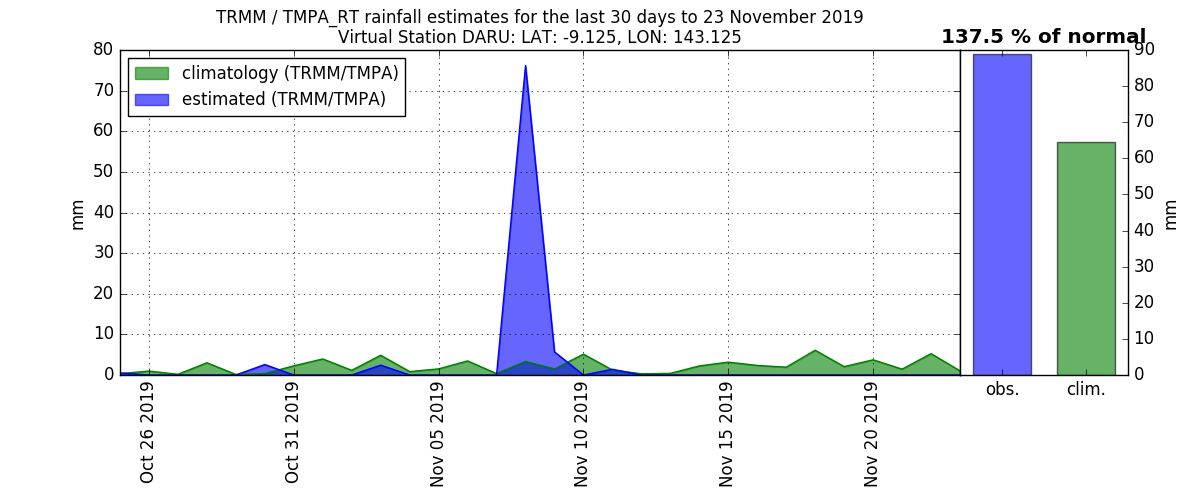 TRMM / TMPA_RT rainfall estimates for the last 30 days to 23 November 2019
Virtual Station DARU: LAT: -9.125, LON: 143.125
137.5 % of normal
climatology (TRMM/TMPA)
estimated (TRMM/TMPA)
80
70
60
50
40
30
20
10
0
mm
Oct 26 2019
Oct 31 2019
Nov 05 2019
Nov 10 2019
Nov 15 2019
Nov 20 2019
90
80
70
60
50
40
30
20
10
0
mm
obs.
clim.